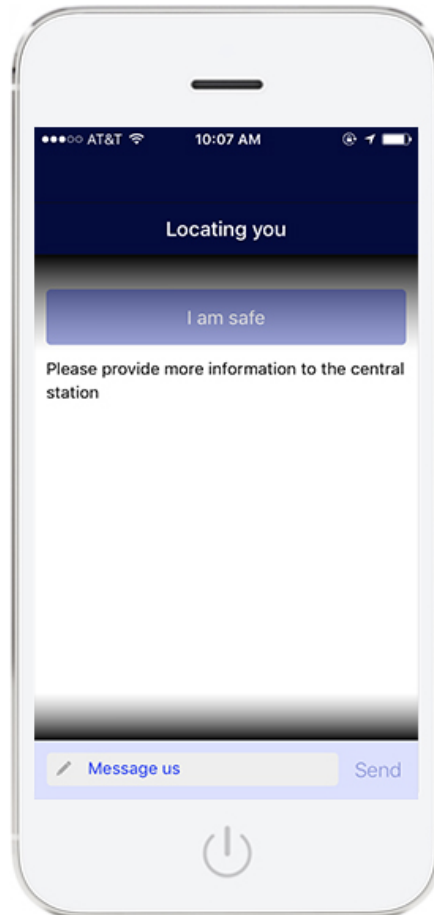 AT&T 10:07 AM
Locating you
I am safe
Please provide more information to the central
station
Message us Send